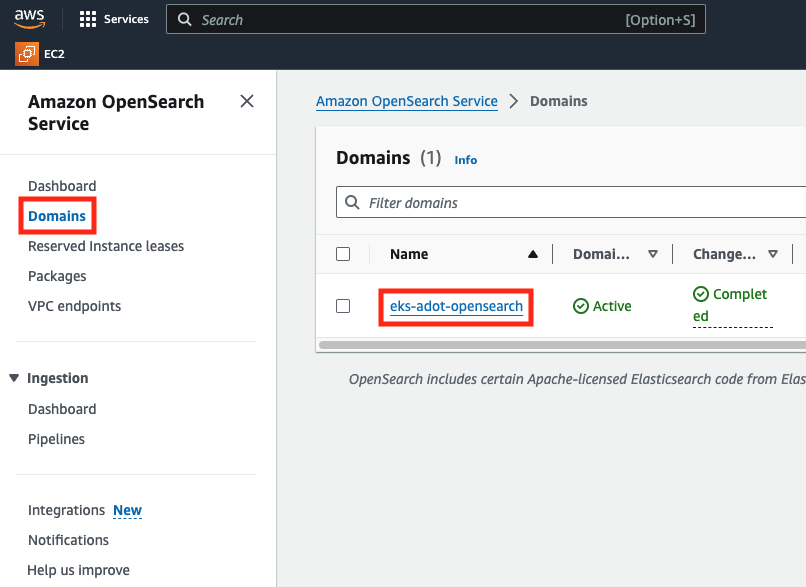 aws
Services
Search
[Option+S]
EC2
Amazon OpenSearch
Service
Dashboard
Domains
Reserved Instance leases
Packages
VPC endpoints
Ingestion
Dashboard
Pipelines
Integrations New
Notifications
Help us improve
Amazon OpenSearch Service > Domains
Domains (1) Info
Filter domains
Name Domai... Change...
eks-adot-opensearch Active Complet
ed
OpenSearch includes certain Apache-licensed Elasticsearch code from Elas